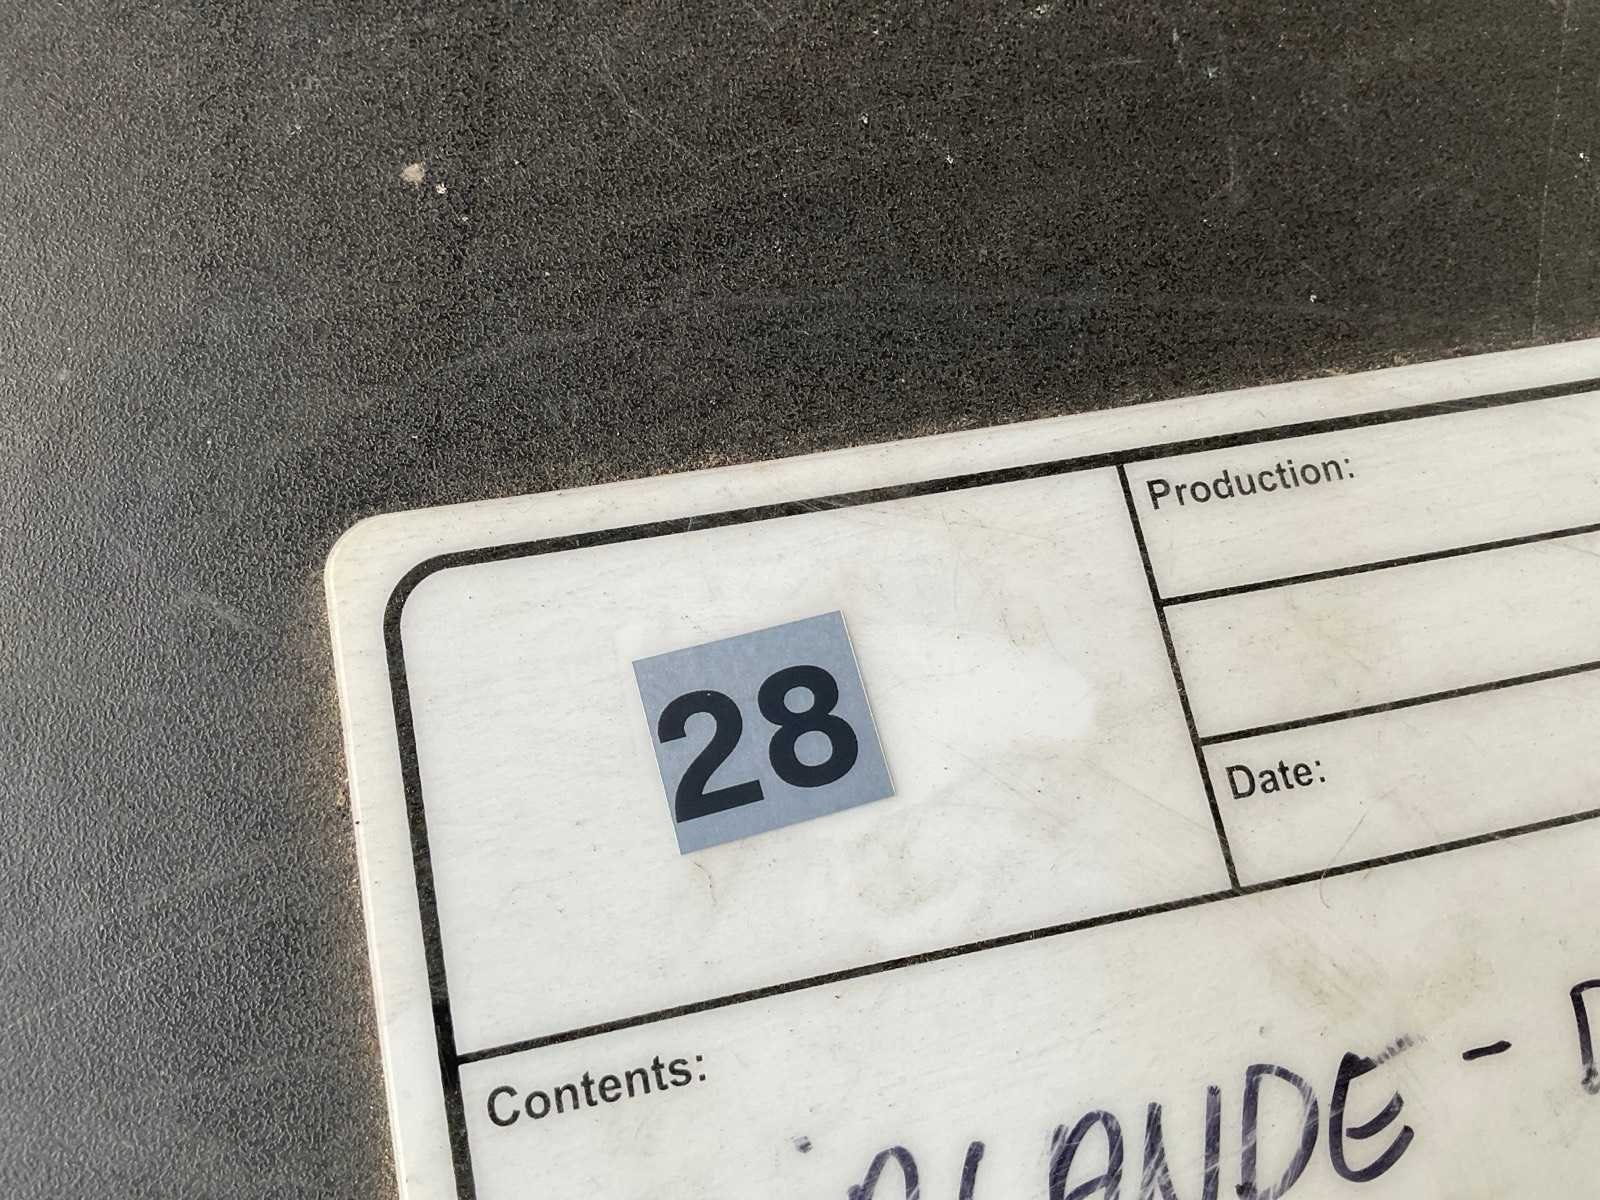 Production:
28
Date:
Contents: